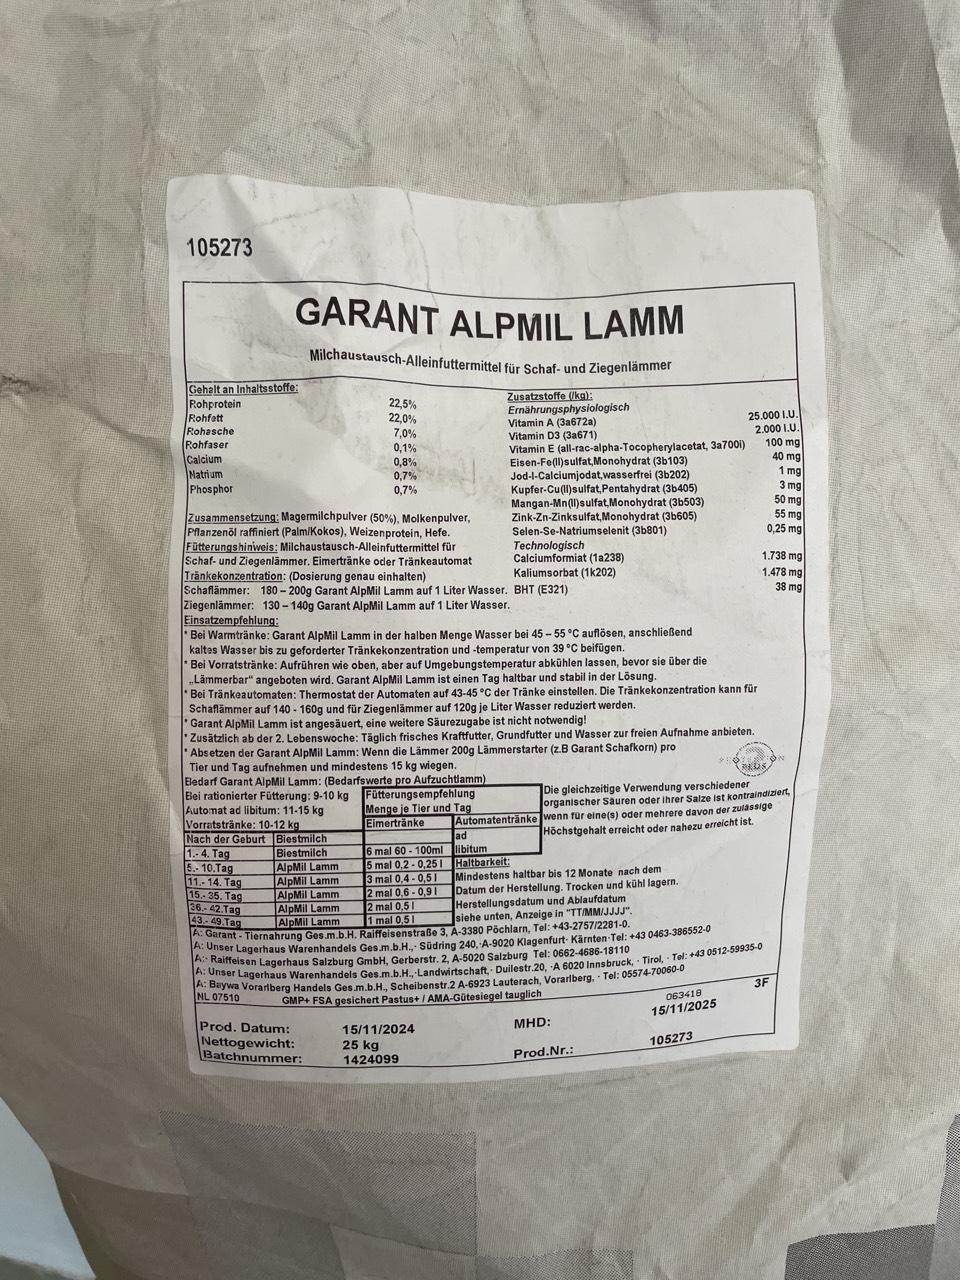 105273
GARANT ALPMIL LAMM
Milchaustausch-Alleinfuttermittel für Schaf- und Ziegenlämmer
Gehalt an Inhaltsstoffe:
Rohprotein 22,5%
Rohfett 22,0%
Rohasche 7,0%
Rohfaser 0,1%
Calcium 0,8%
Natrium 0,7%
Phosphor 0,7%
Zusatzstoffe (/kg):
Ernährungsphysiologisch
Vitamin A (3a672a) 25.000 I.U.
Vitamin D3 (3a671) 2.000 I.U.
Vitamin E (all-rac-alpha-Tocopherylacetat, 3a700i) 100 mg
Eisen-Fe(II)sulfat,Monohydrat (3b103) 40 mg
Jod-I-Calciumjodat,wasserfrei (3b202) 1 mg
Kupfer-Cu(II)sulfat,Pentahydrat (3b405) 3 mg
Mangan-Mn(II)sulfat,Monohydrat (3b503) 50 mg
Zink-Zn-Zinksulfat,Monohydrat (3b605) 55 mg
Selen-Se-Natriumselenit (3b801) 0,25 mg
Technologisch
Calciumformiat (1a238) 1.738 mg
Kaliumsorbat (1k202) 1.478 mg
BHT (E321) 38 mg
Zusammensetzung: Magermilchpulver (50%), Molkenpulver,
Pflanzenöl raffiniert (Palm/Kokos), Weizenprotein, Hefe.
Fütterungshinweis: Milchaustausch-Alleinfuttermittel für
Schaf- und Ziegenlämmer. Eimertränke oder Tränkeautomat
Tränkekonzentration: (Dosierung genau einhalten)
Schaflämmer: 180 – 200g Garant AlpMil Lamm auf 1 Liter Wasser.
Ziegenlämmer: 130 – 140g Garant AlpMil Lamm auf 1 Liter Wasser.
Einsatzempfehlung:
* Bei Warmtränke: Garant AlpMil Lamm in der halben Menge Wasser bei 45 – 55 °C auflösen, anschließend
kaltes Wasser bis zu geforderter Tränkekonzentration und -temperatur von 39 °C beifügen.
* Bei Vorratstränke: Aufrühren wie oben, aber auf Umgebungstemperatur abkühlen lassen, bevor sie über die
„Lämmerbar“ angeboten wird. Garant AlpMil Lamm ist einen Tag haltbar und stabil in der Lösung.
* Bei Tränkeautomaten: Thermostat der Automaten auf 43-45 °C der Tränke einstellen. Die Tränkekonzentration kann für
Schaflämmer auf 140 - 160g und für Ziegenlämmer auf 120g je Liter Wasser reduziert werden.
* Garant AlpMil Lamm ist angesäuert, eine weitere Säurezugabe ist nicht notwendig!
* Zusätzlich ab der 2. Lebenswoche: Täglich frisches Kraftfutter, Grundfutter und Wasser zur freien Aufnahme anbieten.
* Absetzen der Garant AlpMil Lamm: Wenn die Lämmer 200g Lämmerstarter (z.B Garant Schafkorn) pro
Tier und Tag aufnehmen und mindestens 15 kg wiegen.
PLUS
Bedarf Garant AlpMil Lamm: (Bedarfswerte pro Aufzuchtlamm)
Bei rationierter Fütterung: 9-10 kg
Automat ad libitum: 11-15 kg
Vorratstränke: 10-12 kg
Fütterungsempfehlung
Menge je Tier und Tag
Eimertränke Automatentränke
Nach der Geburt Biestmilch ad
1.- 4. Tag Biestmilch 6 mal 60 - 100ml libitum
5.- 10.Tag AlpMil Lamm 5 mal 0,2 - 0,25 l
11.- 14. Tag AlpMil Lamm 3 mal 0,4 - 0,5 l
15.- 35. Tag AlpMil Lamm 2 mal 0,6 - 0,9 l
36.- 42.Tag AlpMil Lamm 2 mal 0,5 l
43.- 49.Tag AlpMil Lamm 1 mal 0,5 l
Die gleichzeitige Verwendung verschiedener
organischer Säuren oder ihrer Salze ist kontraindiziert,
wenn für eine(s) oder mehrere davon der zulässige
Höchstgehalt erreicht oder nahezu erreicht ist.
Haltbarkeit:
Mindestens haltbar bis 12 Monate nach dem
Datum der Herstellung. Trocken und kühl lagern.
Herstellungsdatum und Ablaufdatum
siehe unten, Anzeige in "TT/MM/JJJJ".
A: Garant - Tiernahrung Ges.m.b.H. Raiffeisenstraße 3, A-3380 Pöchlarn, Tel: +43-2757/2281-0.
A: Unser Lagerhaus Warenhandels Ges.m.b.H., Südring 240, A-9020 Klagenfurt- Kärnten Tel: +43 0463-386552-0
A: Raiffeisen Lagerhaus Salzburg GmbH, Gerberstr. 2, A-5020 Salzburg Tel: 0662-4686-18110
A: Unser Lagerhaus Warenhandels Ges.m.b.H., Landwirtschaft, Duilestr.20, A 6020 Innsbruck, Tirol, Tel: +43 0512-59935-0
A: Baywa Vorarlberg Handels Ges.m.b.H., Scheibenstr.2 A-6923 Lauterach, Vorarlberg, Tel: 05574-70060-0
NL 07510 GMP+ FSA gesichert Pastus+ / AMA-Gütesiegel tauglich
063418 3F
Prod. Datum: 15/11/2024 MHD: 15/11/2025
Nettogewicht: 25 kg
Batchnummer: 1424099 Prod.Nr.: 105273